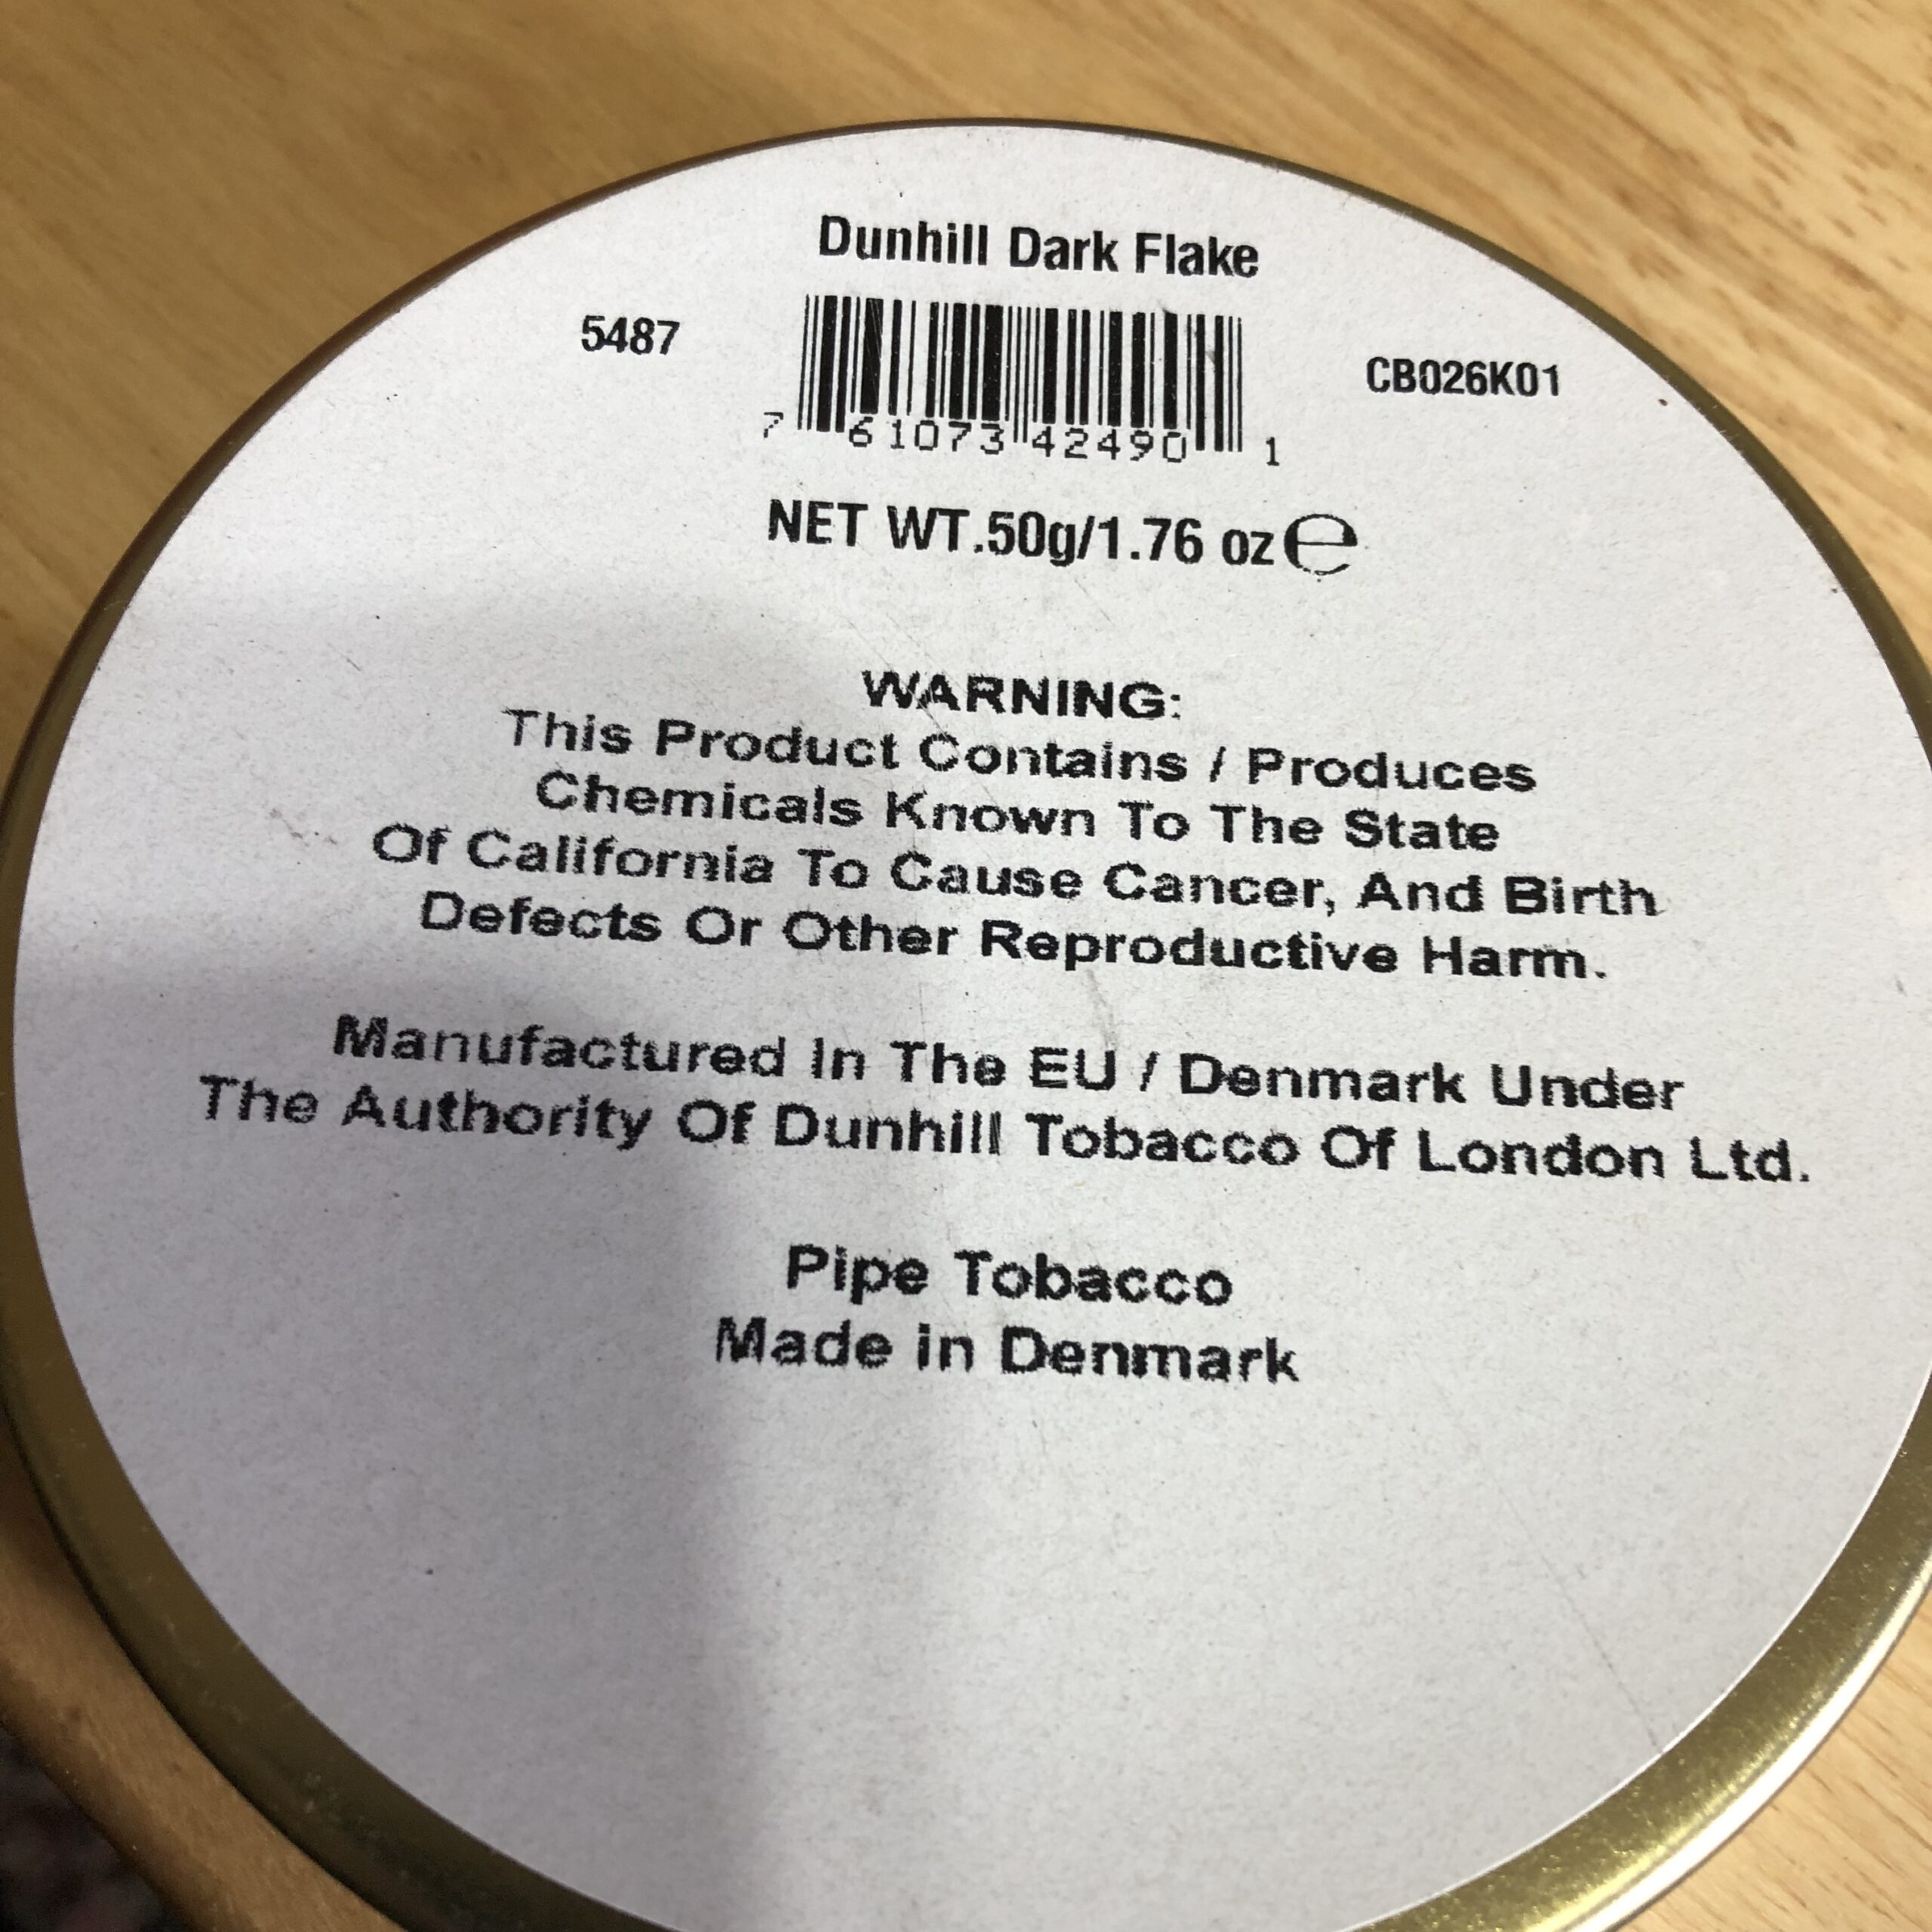 Dunhill Dark Flake
5487
CB026K01
7 61073 42490 1
NET WT.50g/1.76 oz ℮
WARNING:
This Product Contains / Produces
Chemicals Known To The State
Of California To Cause Cancer, And Birth
Defects Or Other Reproductive Harm.
Manufactured In The EU / Denmark Under
The Authority Of Dunhill Tobacco Of London Ltd.
Pipe Tobacco
Made in Denmark